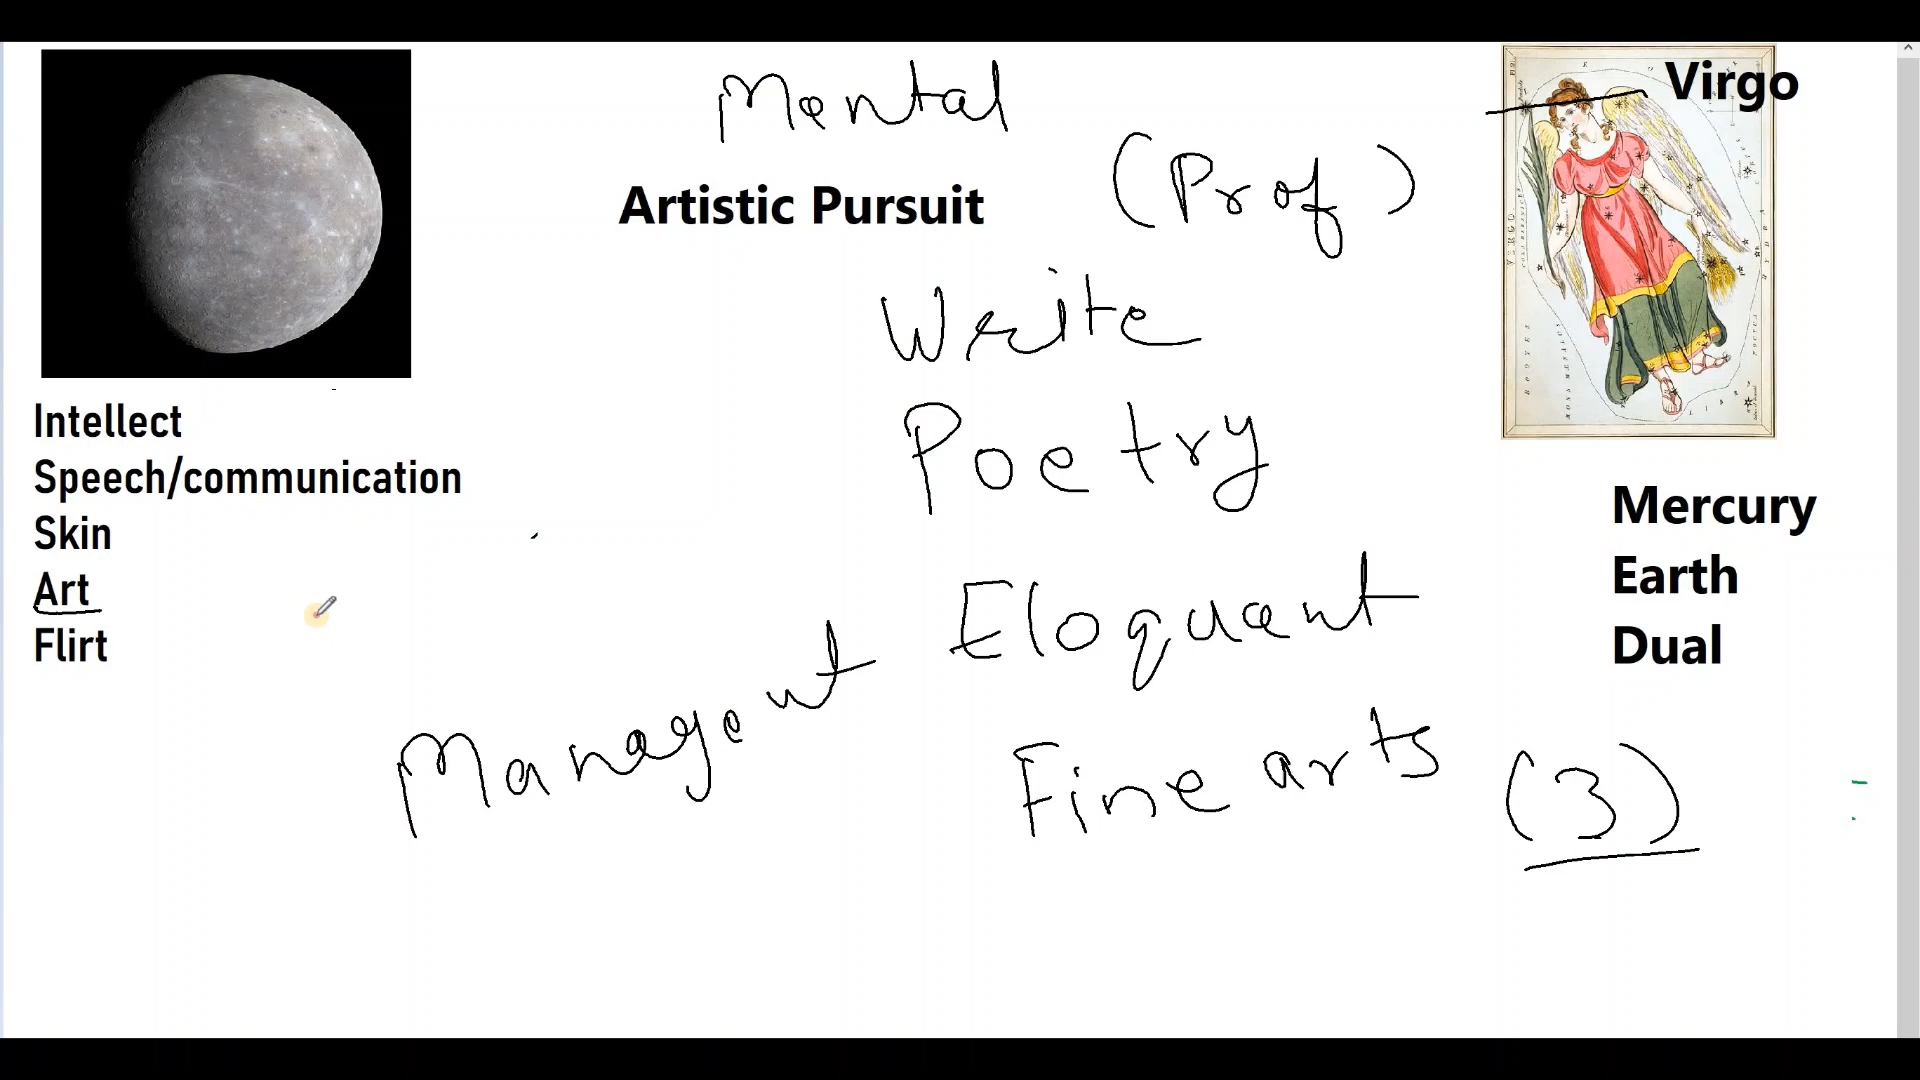 Mental
Virgo
Artistic Pursuit
(Prof)
Write
Intellect
Speech/communication
Skin
Art
Flirt
Poetry
Mercury
Earth
Dual
Eloquent
Managent
Fine arts (3)